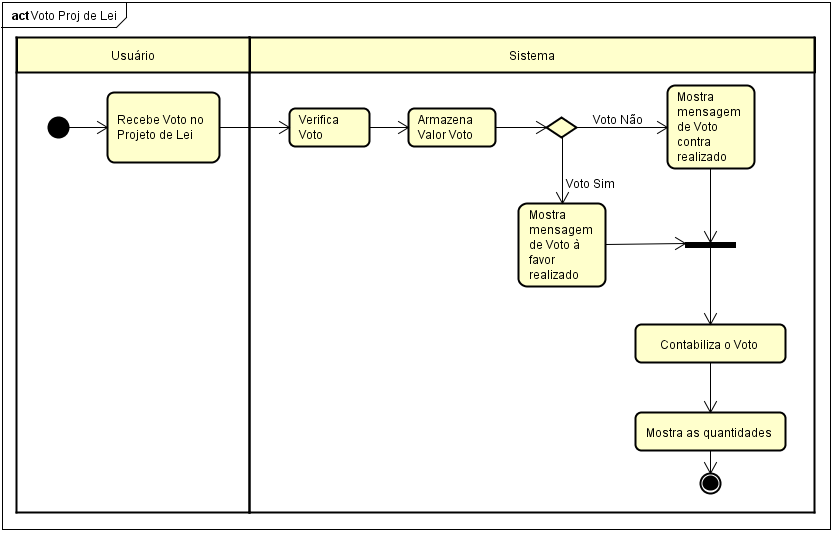 act Voto Proj de Lei
Usuário
Sistema
Recebe Voto no
Projeto de Lei
Verifica
Voto
Armazena
Valor Voto
Voto Não
Mostra
mensagem
de Voto
contra
realizado
Voto Sim
Mostra
mensagem
de Voto à
favor
realizado
Contabiliza o Voto
Mostra as quantidades